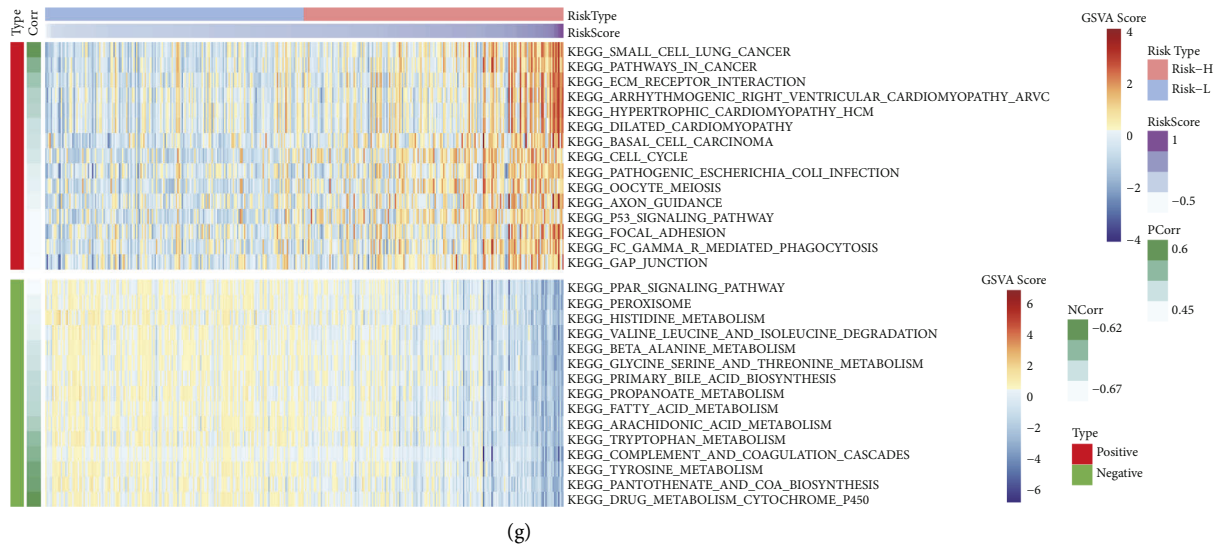 Type
Corr
RiskType
RiskScore
KEGG_SMALL_CELL_LUNG_CANCER
KEGG_PATHWAYS_IN_CANCER
KEGG_ECM_RECEPTOR_INTERACTION
KEGG_ARRHYTHMOGENIC_RIGHT_VENTRICULAR_CARDIOMYOPATHY_ARVC
KEGG_HYPERTROPHIC_CARDIOMYOPATHY_HCM
KEGG_DILATED_CARDIOMYOPATHY
KEGG_BASAL_CELL_CARCINOMA
KEGG_CELL_CYCLE
KEGG_PATHOGENIC_ESCHERICHIA_COLI_INFECTION
KEGG_OOCYTE_MEIOSIS
KEGG_AXON_GUIDANCE
KEGG_P53_SIGNALING_PATHWAY
KEGG_FOCAL_ADHESION
KEGG_FC_GAMMA_R_MEDIATED_PHAGOCYTOSIS
KEGG_GAP_JUNCTION
KEGG_PPAR_SIGNALING_PATHWAY
KEGG_PEROXISOME
KEGG_HISTIDINE_METABOLISM
KEGG_VALINE_LEUCINE_AND_ISOLEUCINE_DEGRADATION
KEGG_BETA_ALANINE_METABOLISM
KEGG_GLYCINE_SERINE_AND_THREONINE_METABOLISM
KEGG_PRIMARY_BILE_ACID_BIOSYNTHESIS
KEGG_PROPANOATE_METABOLISM
KEGG_FATTY_ACID_METABOLISM
KEGG_ARACHIDONIC_ACID_METABOLISM
KEGG_TRYPTOPHAN_METABOLISM
KEGG_COMPLEMENT_AND_COAGULATION_CASCADES
KEGG_TYROSINE_METABOLISM
KEGG_PANTOTHENATE_AND_COA_BIOSYNTHESIS
KEGG_DRUG_METABOLISM_CYTOCHROME_P450
GSVA Score
4
2
0
−2
−4
Risk Type
Risk−H
Risk−L
RiskScore
1
−0.5
PCorr
0.6
0.45
GSVA Score
6
4
2
0
−2
−4
−6
NCorr
−0.62
−0.67
Type
Positive
Negative
(g)